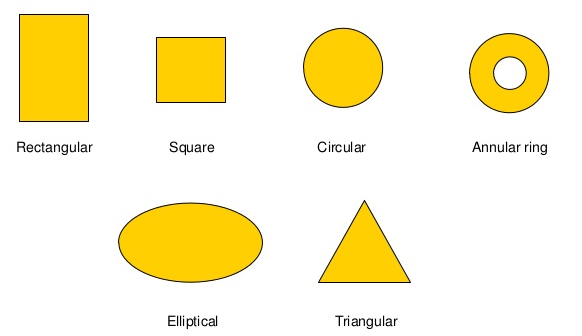 Rectangular
Square
Circular
Annular ring
Elliptical
Triangular